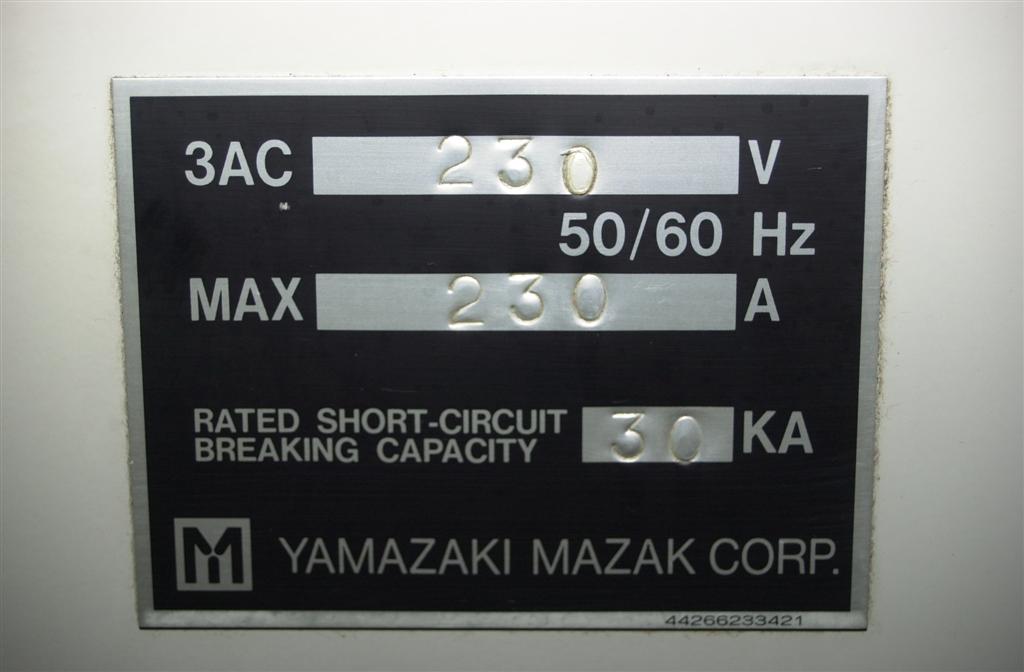 3AC 230 V
50/60 Hz
MAX 230 A
RATED SHORT-CIRCUIT
BREAKING CAPACITY 30 KA
M YAMAZAKI MAZAK CORP.
44266233421